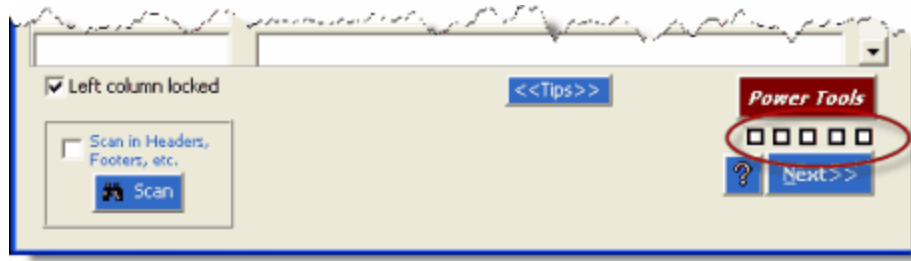 Left column locked
<<Tips>>
Power Tools
Scan in Headers,
Footers, etc.
Scan
?
Next>>